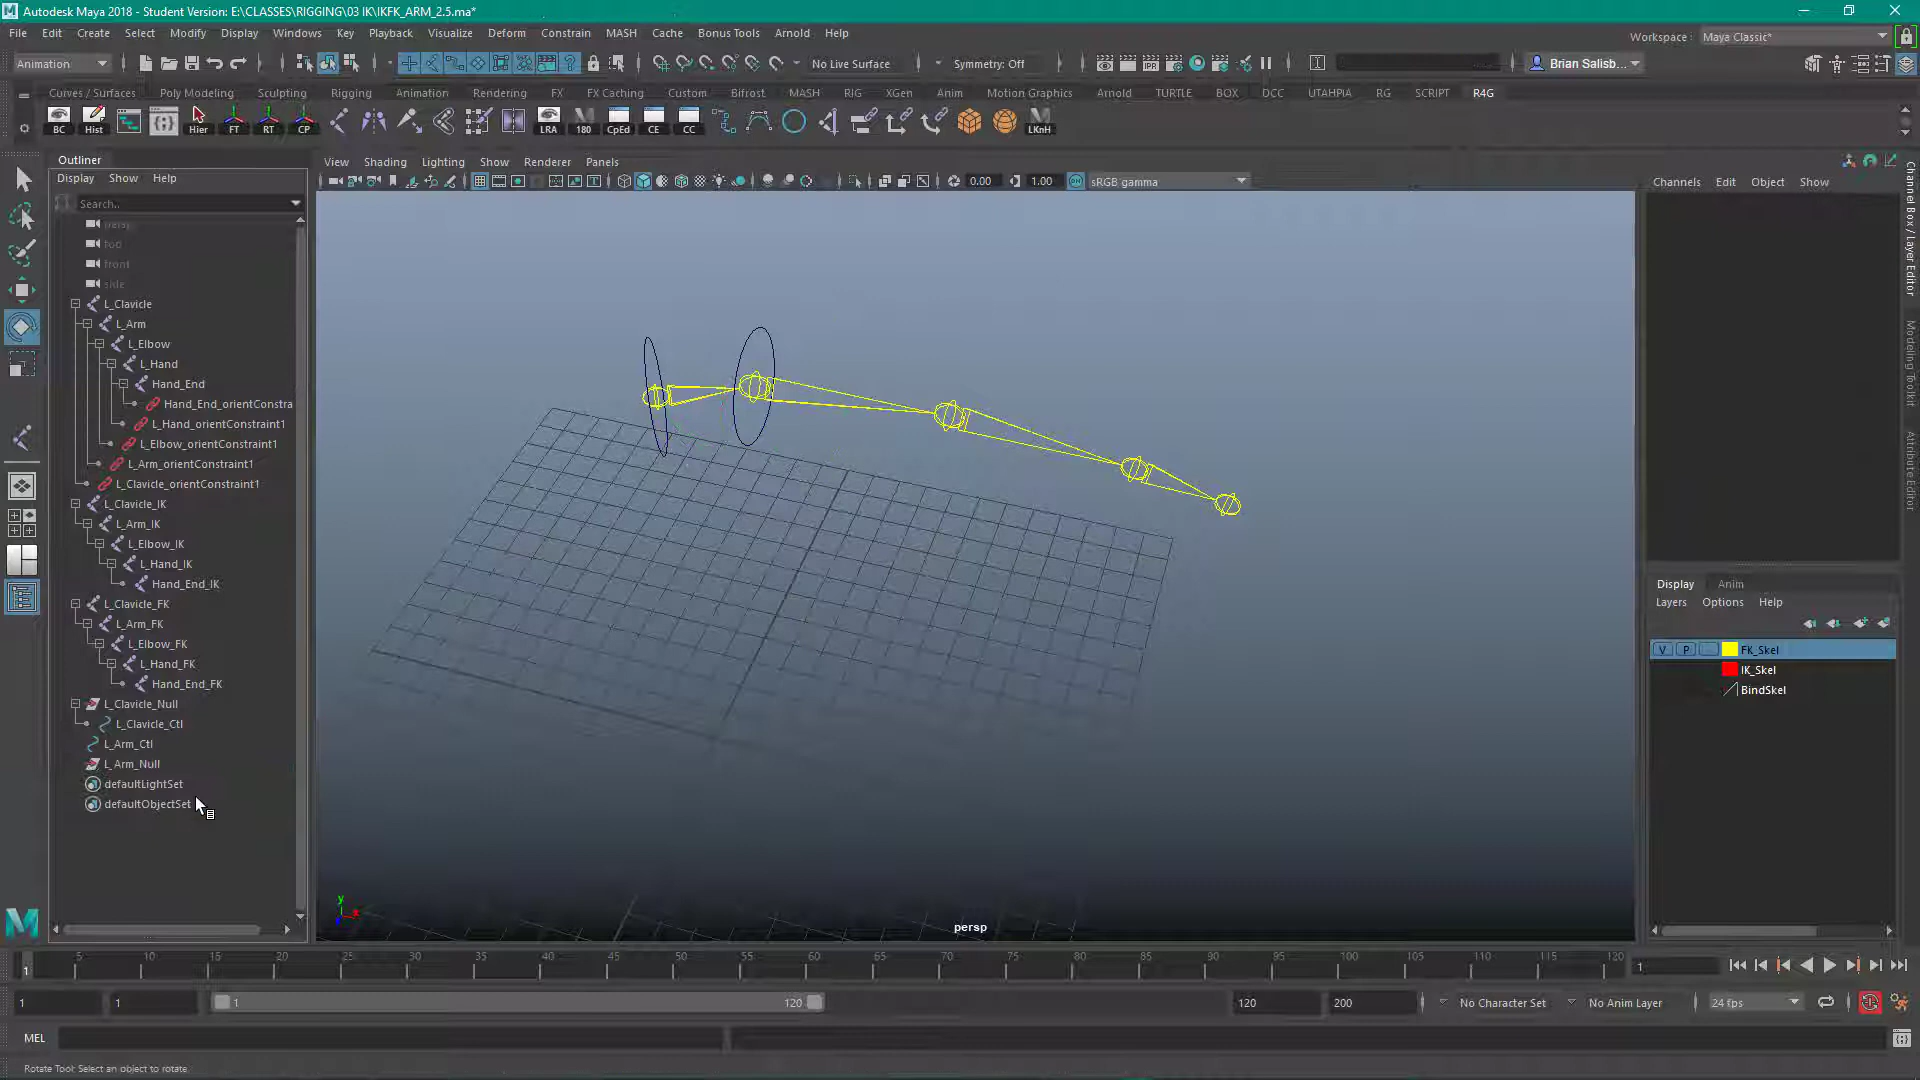 Autodesk Maya 2018 - Student Version: E:\CLASSES\RIGGING\03 IK\IKFK_ARM_2.5.ma*
File Edit Create Select Modify Display Windows Key Playback Visualize Deform Constrain MASH Cache Bonus Tools Arnold Help
Workspace : Maya Classic*
Animation
No Live Surface
Symmetry: Off
Brian Salisb...
Curves / Surfaces Poly Modeling Sculpting Rigging Animation Rendering FX FX Caching Custom Bifrost MASH RIG XGen Anim Motion Graphics Arnold TURTLE BOX DCC UTAHPIA RG SCRIPT R4G
BC Hist Hier FT RT CP LRA 180 CpEd CE CC LKnH
Outliner
Display Show Help
Search..
persp
top
front
side
L_Clavicle
L_Arm
L_Elbow
L_Hand
Hand_End
Hand_End_orientConstra
L_Hand_orientConstraint1
L_Elbow_orientConstraint1
L_Arm_orientConstraint1
L_Clavicle_orientConstraint1
L_Clavicle_IK
L_Arm_IK
L_Elbow_IK
L_Hand_IK
Hand_End_IK
L_Clavicle_FK
L_Arm_FK
L_Elbow_FK
L_Hand_FK
Hand_End_FK
L_Clavicle_Null
L_Clavicle_Ctl
L_Arm_Ctl
L_Arm_Null
defaultLightSet
defaultObjectSet
View Shading Lighting Show Renderer Panels
0.00 1.00 sRGB gamma
y
x
persp
Channels Edit Object Show
Display Anim
Layers Options Help
V P FK_Skel
IK_Skel
BindSkel
Channel Box / Layer Editor
Modeling Toolkit
Attribute Editor
1 5 10 15 20 25 30 35 40 45 50 55 60 65 70 75 80 85 90 95 100 105 110 115 120 1
1 1 1 120 120 200 No Character Set No Anim Layer 24 fps
MEL
Rotate Tool: Select an object to rotate.